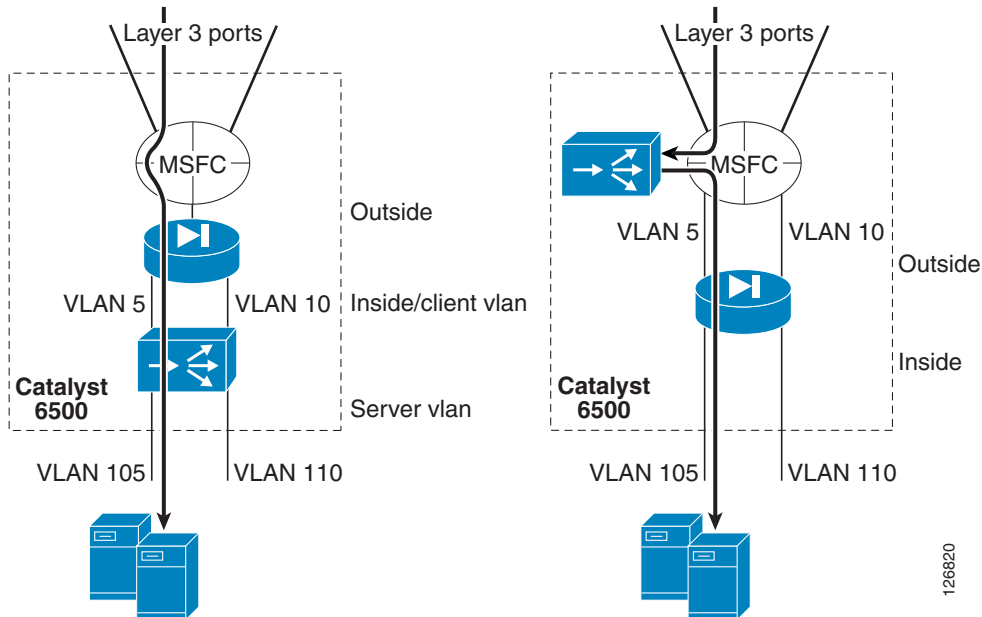 Layer 3 ports
MSFC
Outside
VLAN 5
VLAN 10
Inside/client vlan
Catalyst
6500
Server vlan
VLAN 105
VLAN 110
Layer 3 ports
MSFC
VLAN 5
VLAN 10
Outside
Inside
Catalyst
6500
VLAN 105
VLAN 110
126820